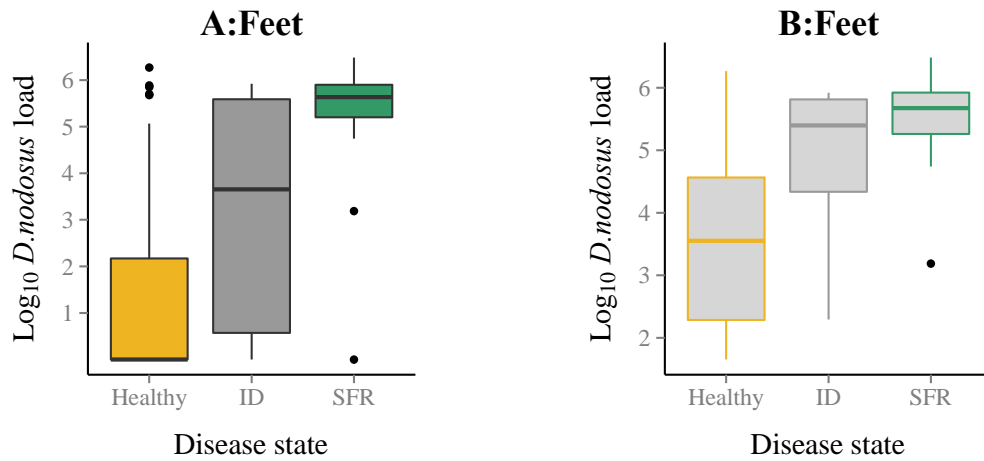 A:Feet
Log10 D.nodosus load
6
5
4
3
2
1
Healthy ID SFR
Disease state
B:Feet
Log10 D.nodosus load
6
5
4
3
2
Healthy ID SFR
Disease state